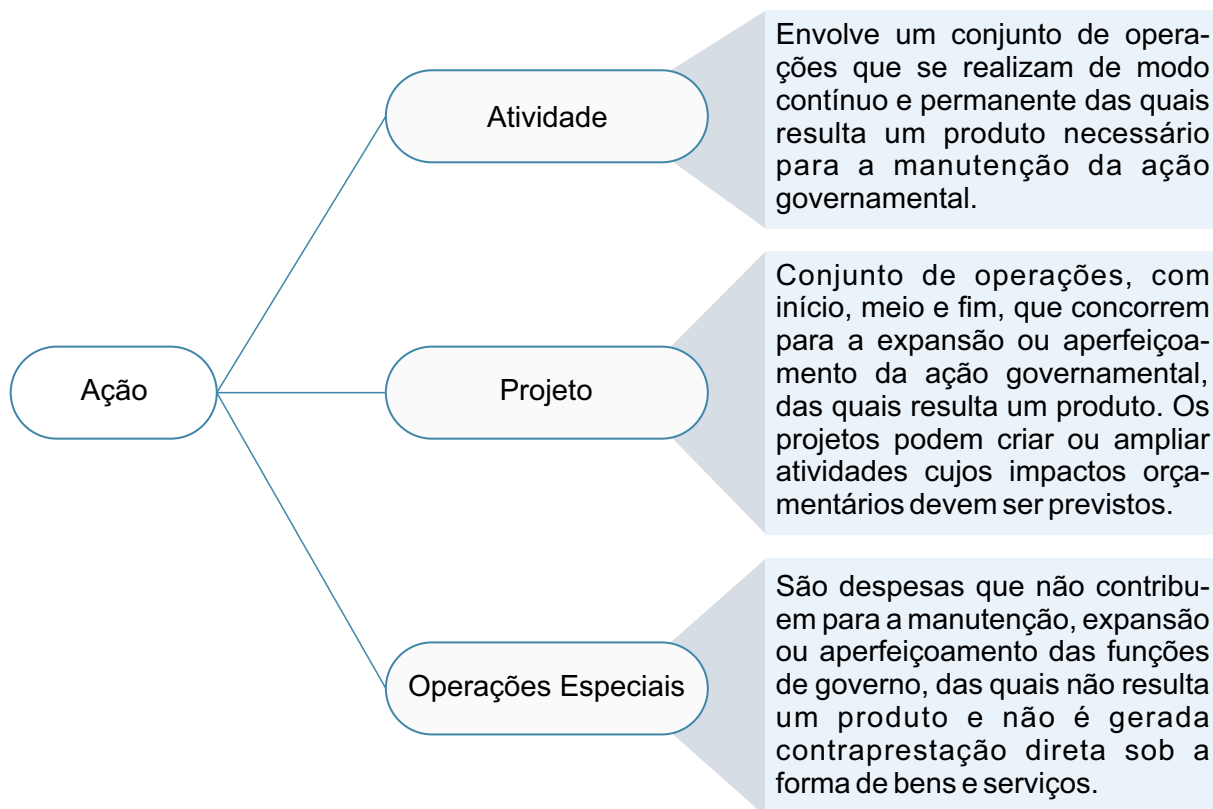 Ação
Atividade
Envolve um conjunto de opera-
ções que se realizam de modo
contínuo e permanente das quais
resulta um produto necessário
para a manutenção da ação
governamental.
Projeto
Conjunto de operações, com
início, meio e fim, que concorrem
para a expansão ou aperfeiçoa-
mento da ação governamental,
das quais resulta um produto. Os
projetos podem criar ou ampliar
atividades cujos impactos orça-
mentários devem ser previstos.
Operações Especiais
São despesas que não contribu-
em para a manutenção, expansão
ou aperfeiçoamento das funções
de governo, das quais não resulta
um produto e não é gerada
contraprestação direta sob a
forma de bens e serviços.